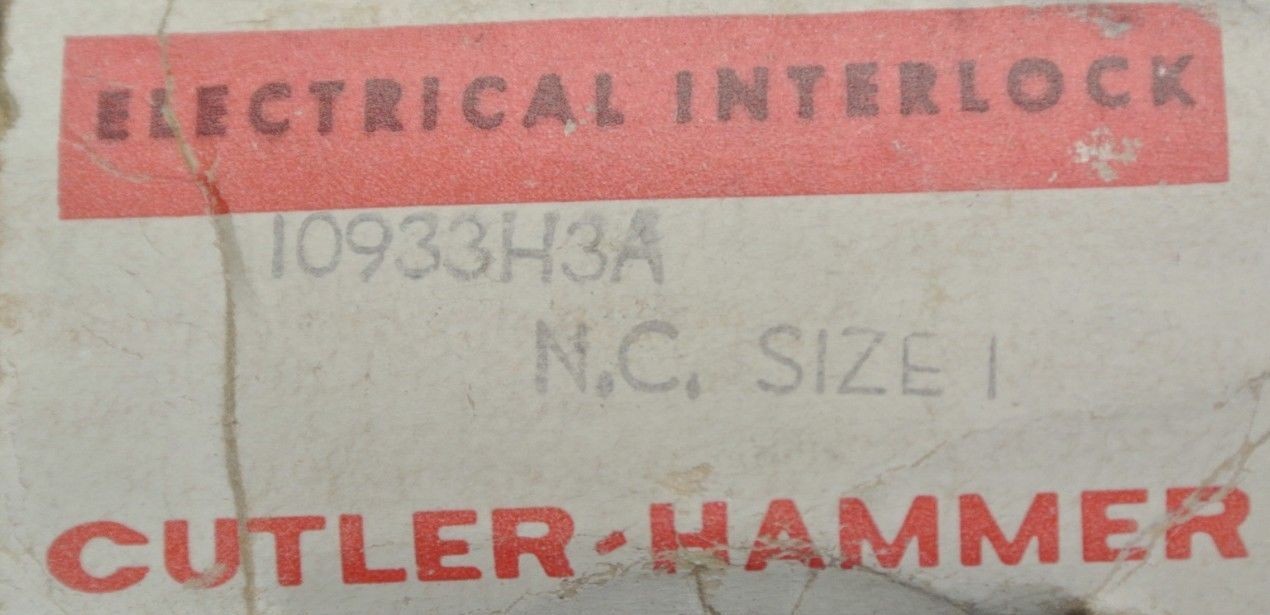 ELECTRICAL INTERLOCK
10933H3A
N.C. SIZE 1
CUTLER-HAMMER